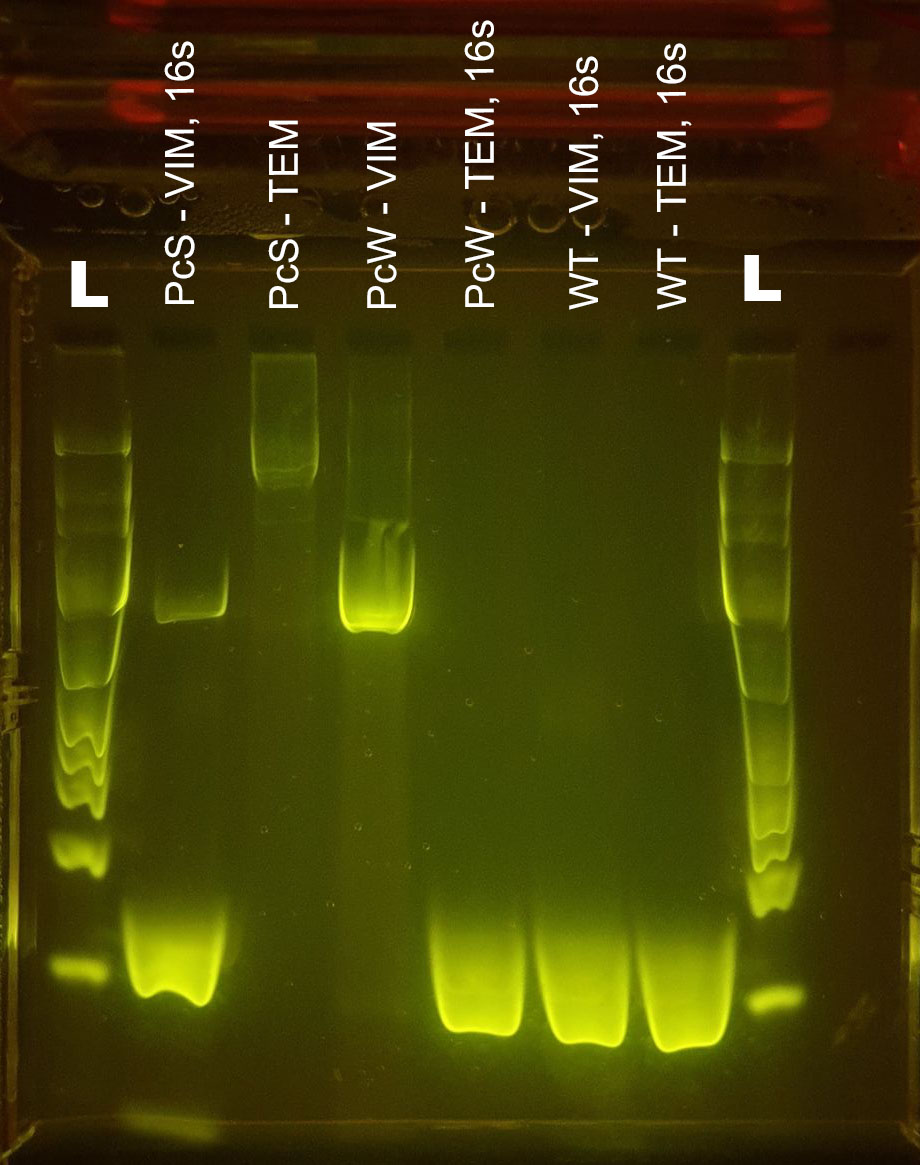 L
PcS - VIM, 16s
PcS - TEM
PcW - VIM
PcW - TEM, 16s
WT - VIM, 16s
WT - TEM, 16s
L